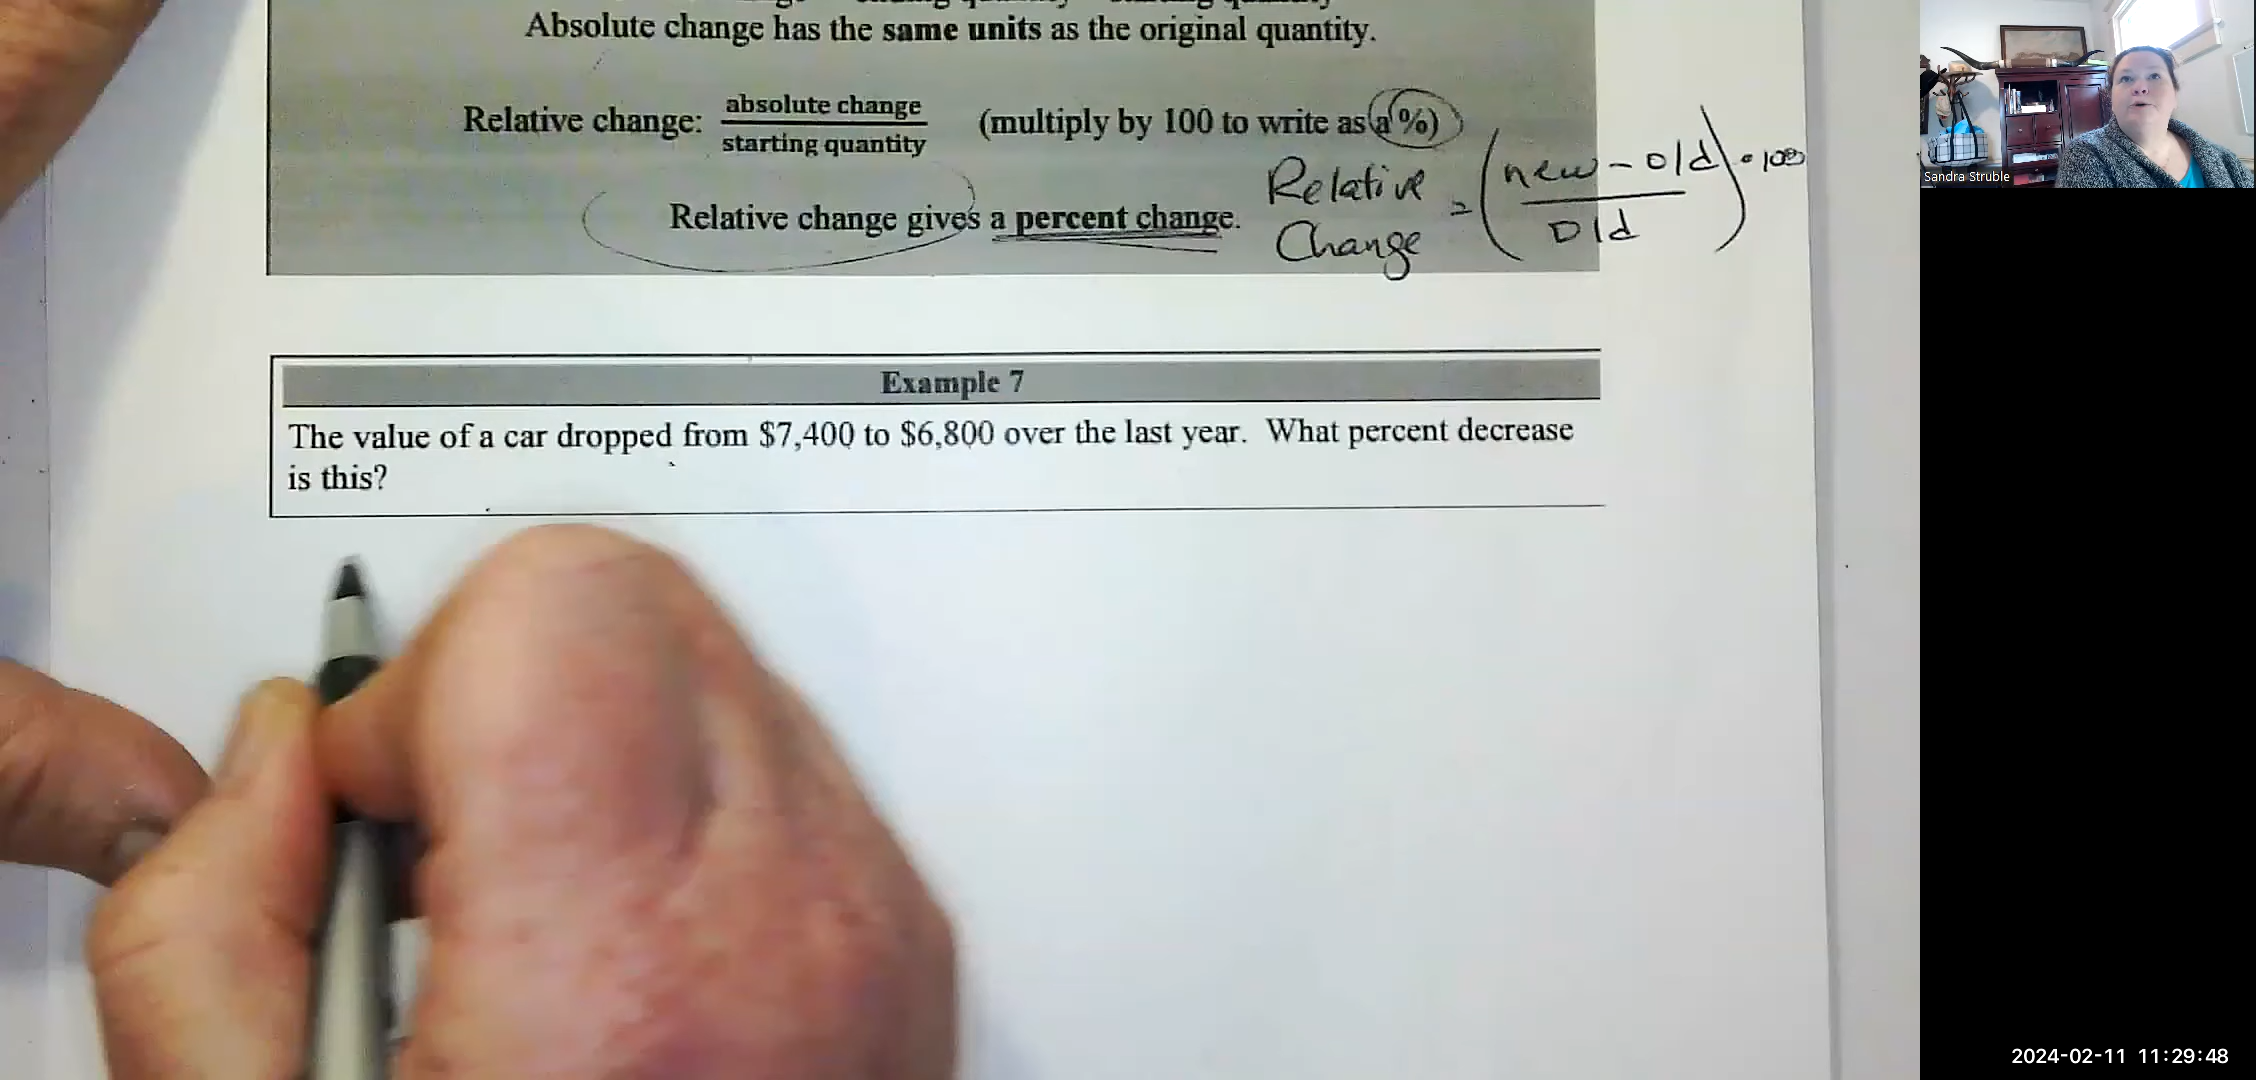 Absolute change has the same units as the original quantity.
Relative change: absolute change
starting quantity (multiply by 100 to write as a %)
Relative change gives a percent change.
Relative
Change = (new - old) • 100
old
Example 7
The value of a car dropped from $7,400 to $6,800 over the last year. What percent decrease
is this?
Sandra Struble
2024-02-11 11:29:48